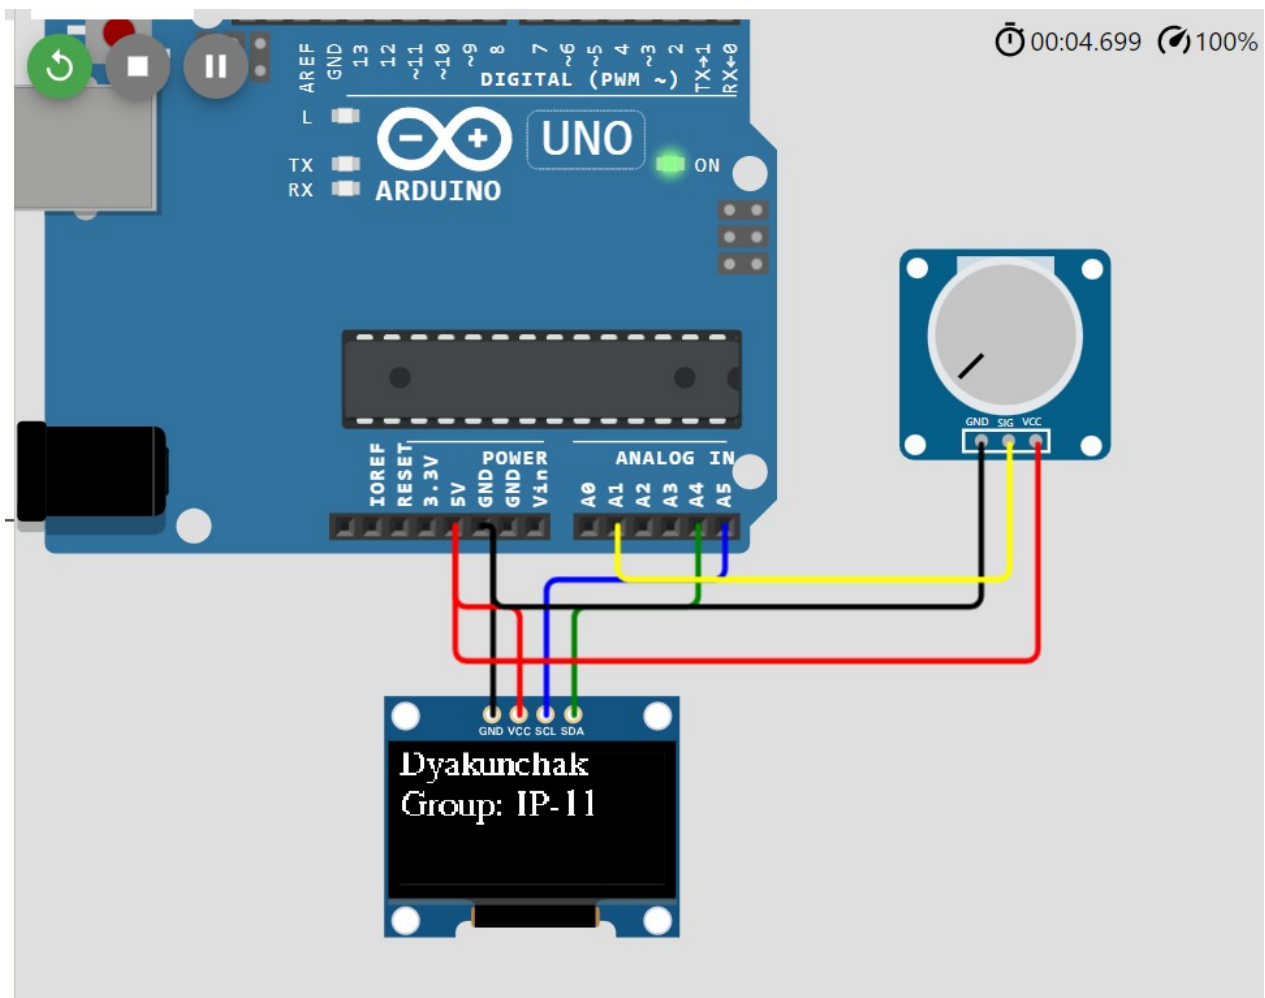 00:04.699 100%
AREF GND 13 12 ~11 ~10 ~9 8 7 ~6 ~5 4 ~3 2 TX→1 RX←0
DIGITAL (PWM ~)
L
TX
RX
UNO
ON
ARDUINO
GND SIG VCC
POWER
ANALOG IN
IOREF RESET 3.3V 5V GND GND Vin A0 A1 A2 A3 A4 A5
GND VCC SCL SDA
Dyakunchak
Group: IP-11